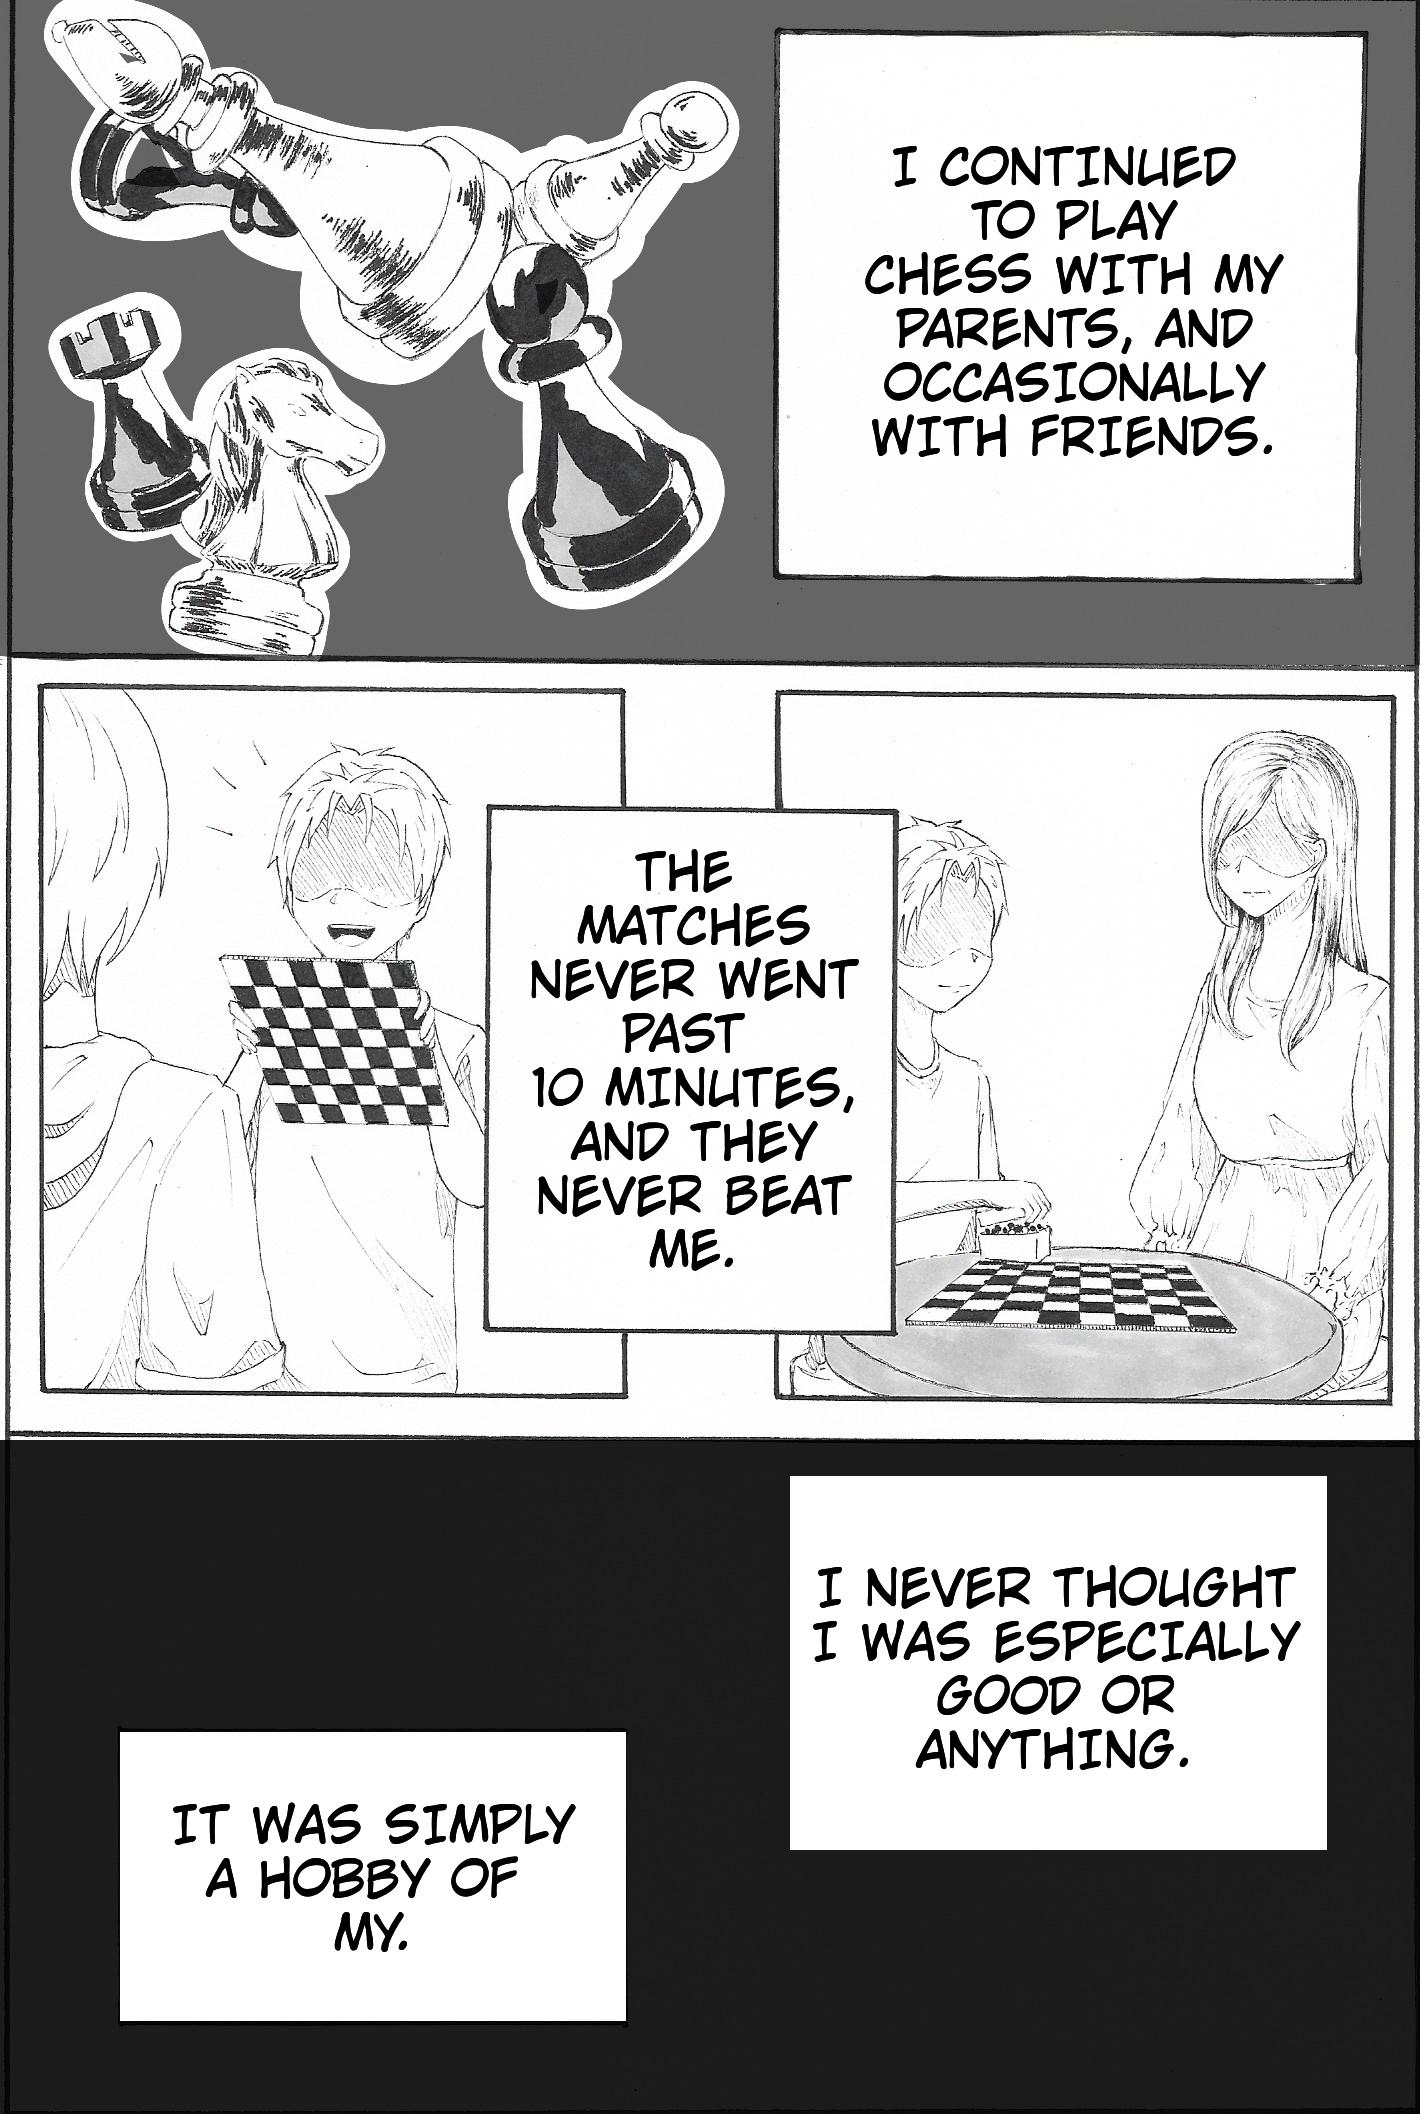 I CONTINUED
TO PLAY
CHESS WITH MY
PARENTS, AND
OCCASIONALLY
WITH FRIENDS.
THE
MATCHES
NEVER WENT
PAST
10 MINUTES,
AND THEY
NEVER BEAT
ME.
I NEVER THOUGHT
I WAS ESPECIALLY
GOOD OR
ANYTHING.
IT WAS SIMPLY
A HOBBY OF
MY.